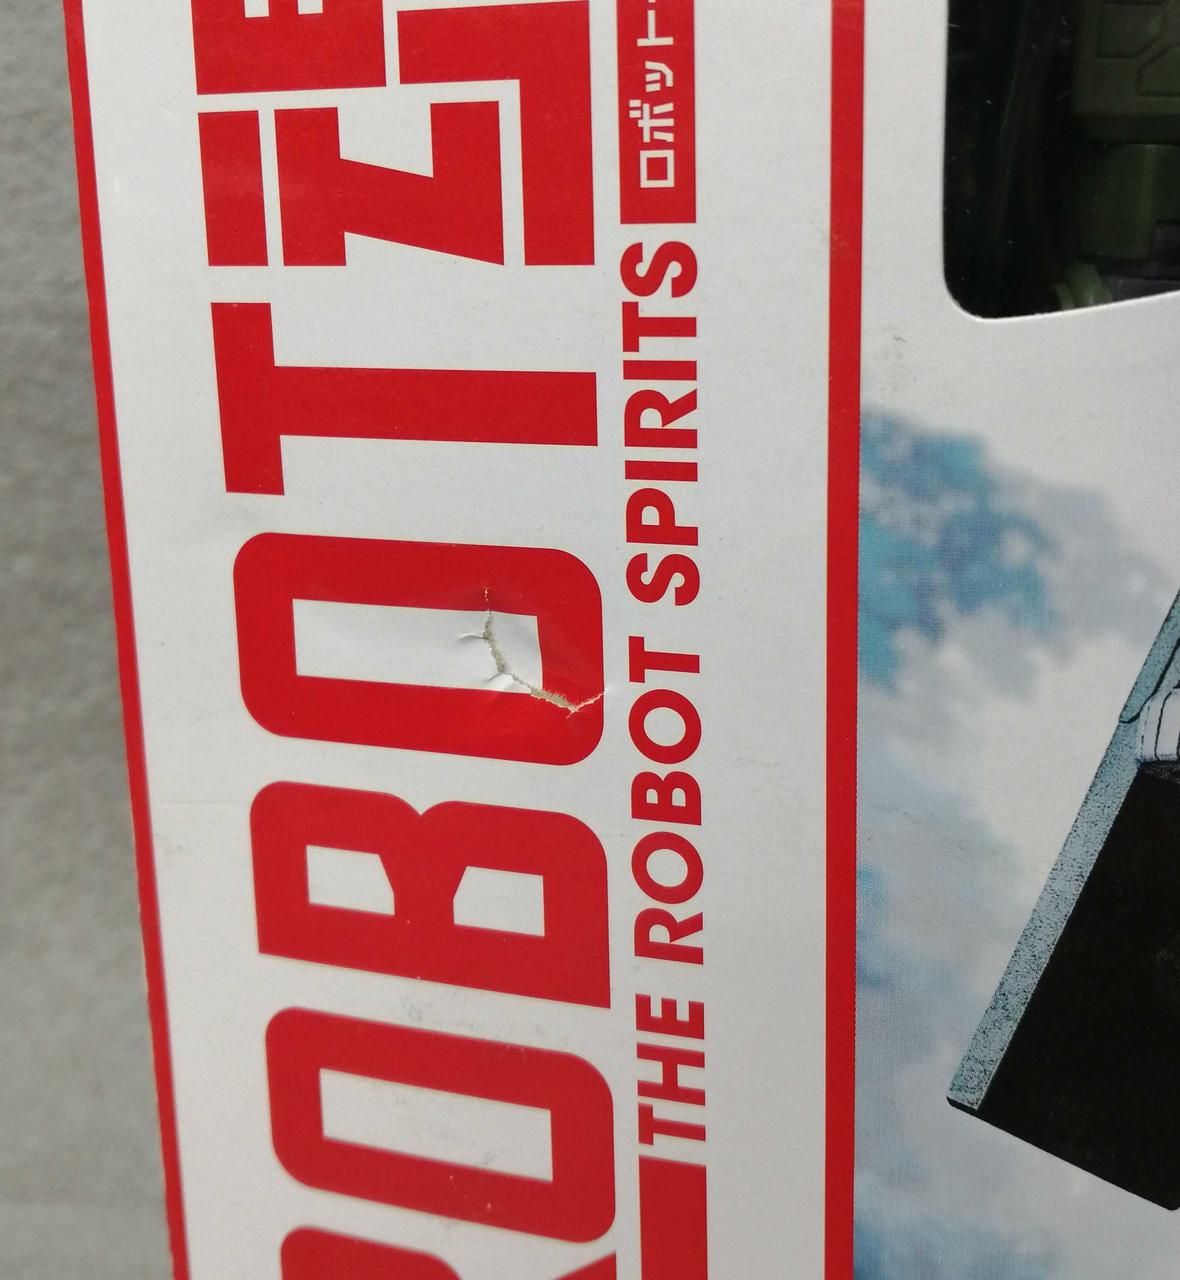 ROBOT
THE ROBOT SPIRITS ロボット